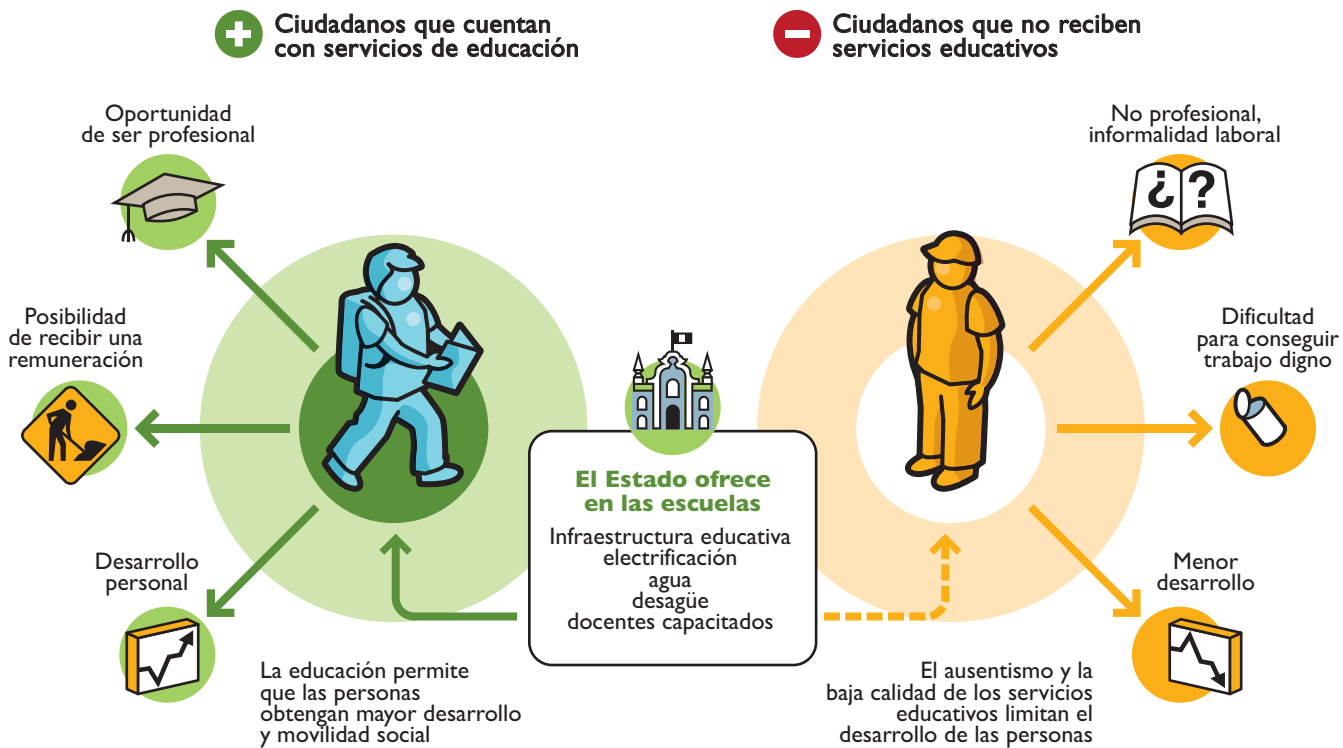 Ciudadanos que cuentan
con servicios de educación
Ciudadanos que no reciben
servicios educativos
Oportunidad
de ser profesional
Posibilidad
de recibir una
remuneración
Desarrollo
personal
La educación permite
que las personas
obtengan mayor desarrollo
y movilidad social
El Estado ofrece
en las escuelas
Infraestructura educativa
electrificación
agua
desagüe
docentes capacitados
No profesional,
informalidad laboral
¿ ?
Dificultad
para conseguir
trabajo digno
Menor
desarrollo
El ausentismo y la
baja calidad de los servicios
educativos limitan el
desarrollo de las personas